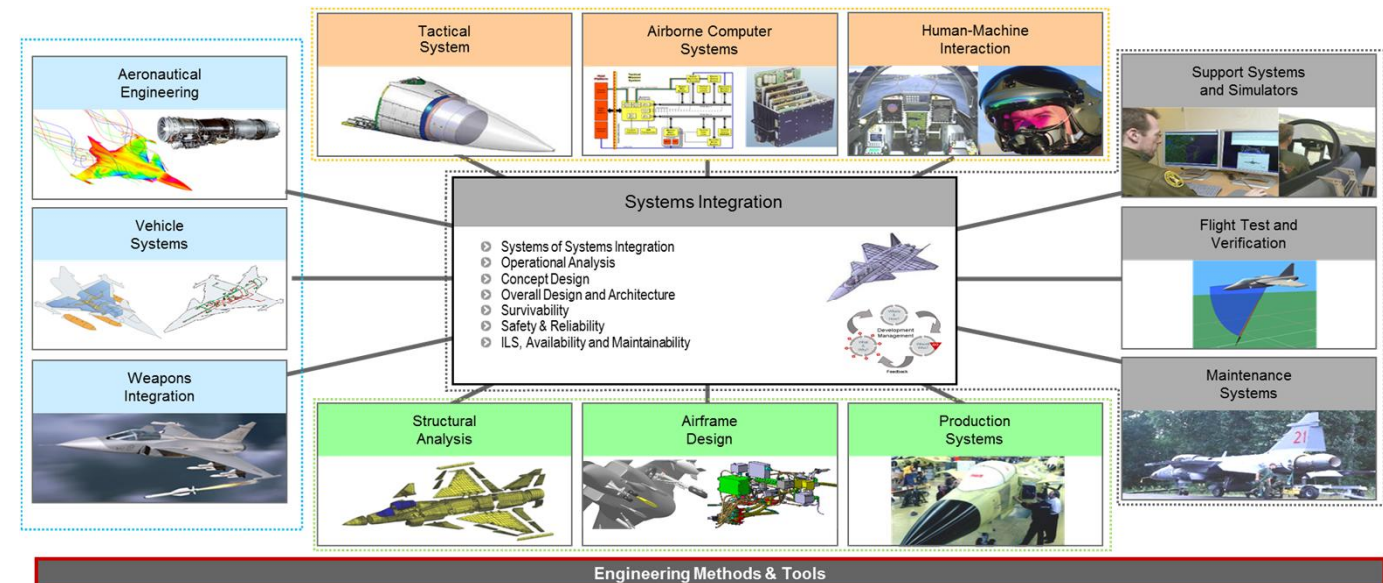 Tactical
System
Airborne Computer
Systems
Human-Machine
Interaction
Aeronautical
Engineering
Support Systems
and Simulators
Systems Integration
Vehicle
Systems
Flight Test and
Verification
Systems of Systems Integration
Operational Analysis
Concept Design
Overall Design and Architecture
Survivability
Safety & Reliability
ILS, Availability and Maintainability
Development
Management
Feedback
Weapons
Integration
Maintenance
Systems
21
Structural
Analysis
Airframe
Design
Production
Systems
Engineering Methods & Tools